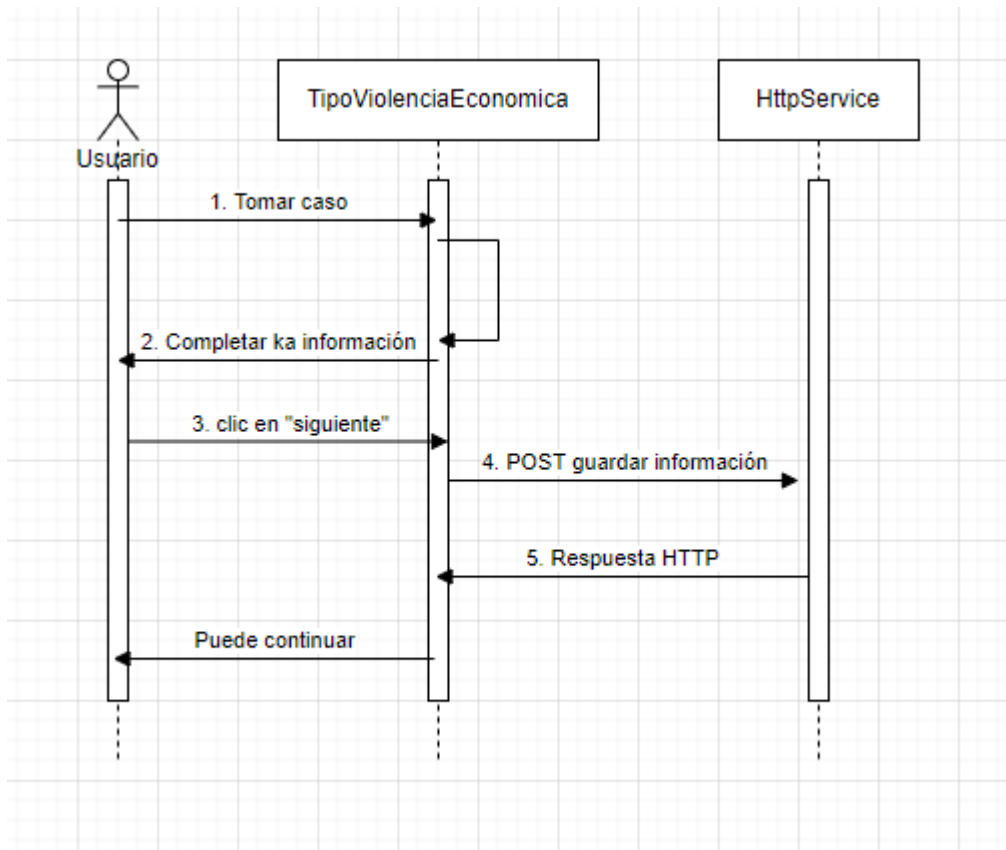 Usuario
TipoViolenciaEconomica
HttpService
1. Tomar caso
2. Completar ka información
3. clic en "siguiente"
4. POST guardar información
5. Respuesta HTTP
Puede continuar